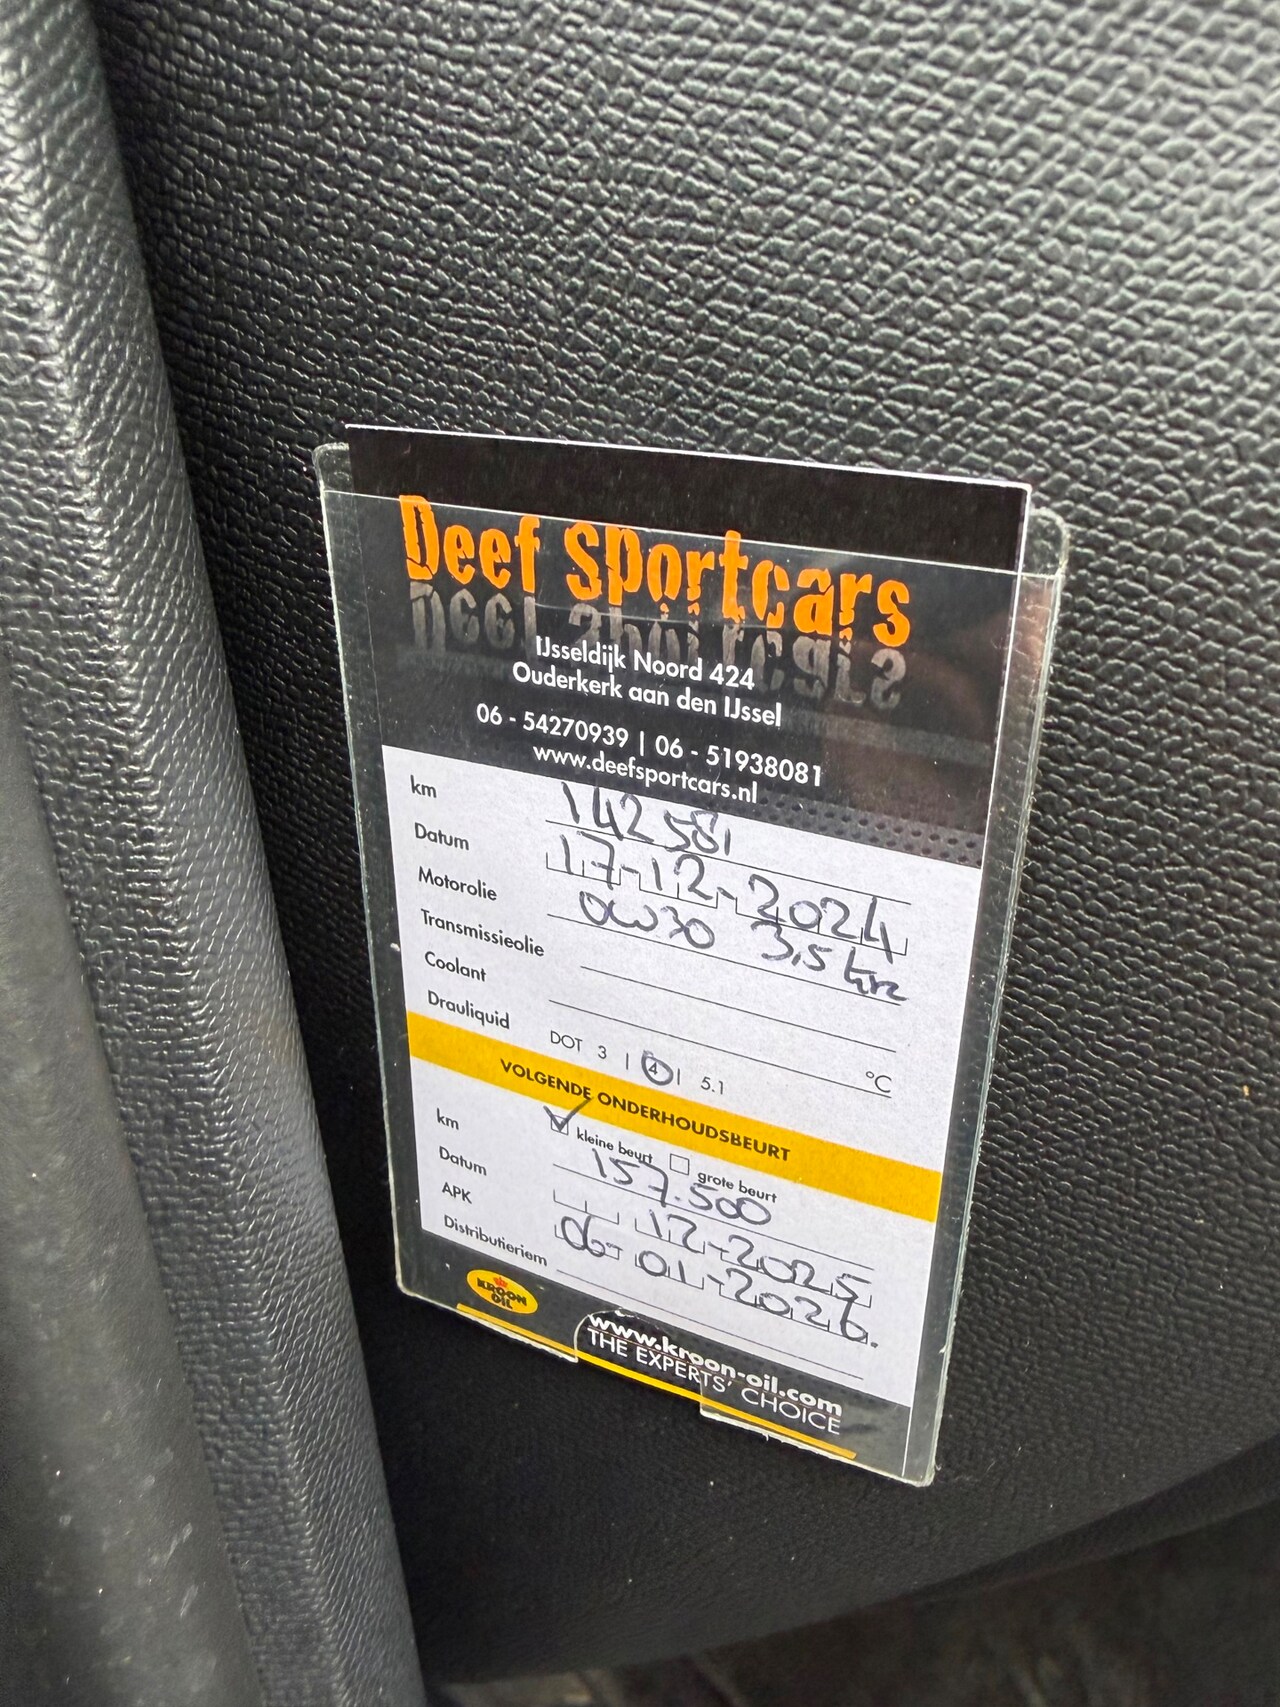 Deef Sportcars
IJsseldijk Noord 424
Ouderkerk aan den IJssel
06 - 54270939 | 06 - 51938081
www.deefsportcars.nl
km 142581
Datum 17-12-2024
Motorolie 0W30 3,5 ltr
Transmissieolie
Coolant °C
Drauliquid DOT 3 | 4 | 5.1
VOLGENDE ONDERHOUDSBEURT
kleine beurt grote beurt
km 157.500
Datum 12-2025
APK 06-01-2026.
Distributieriem
KROON OIL
www.kroon-oil.com
THE EXPERTS' CHOICE